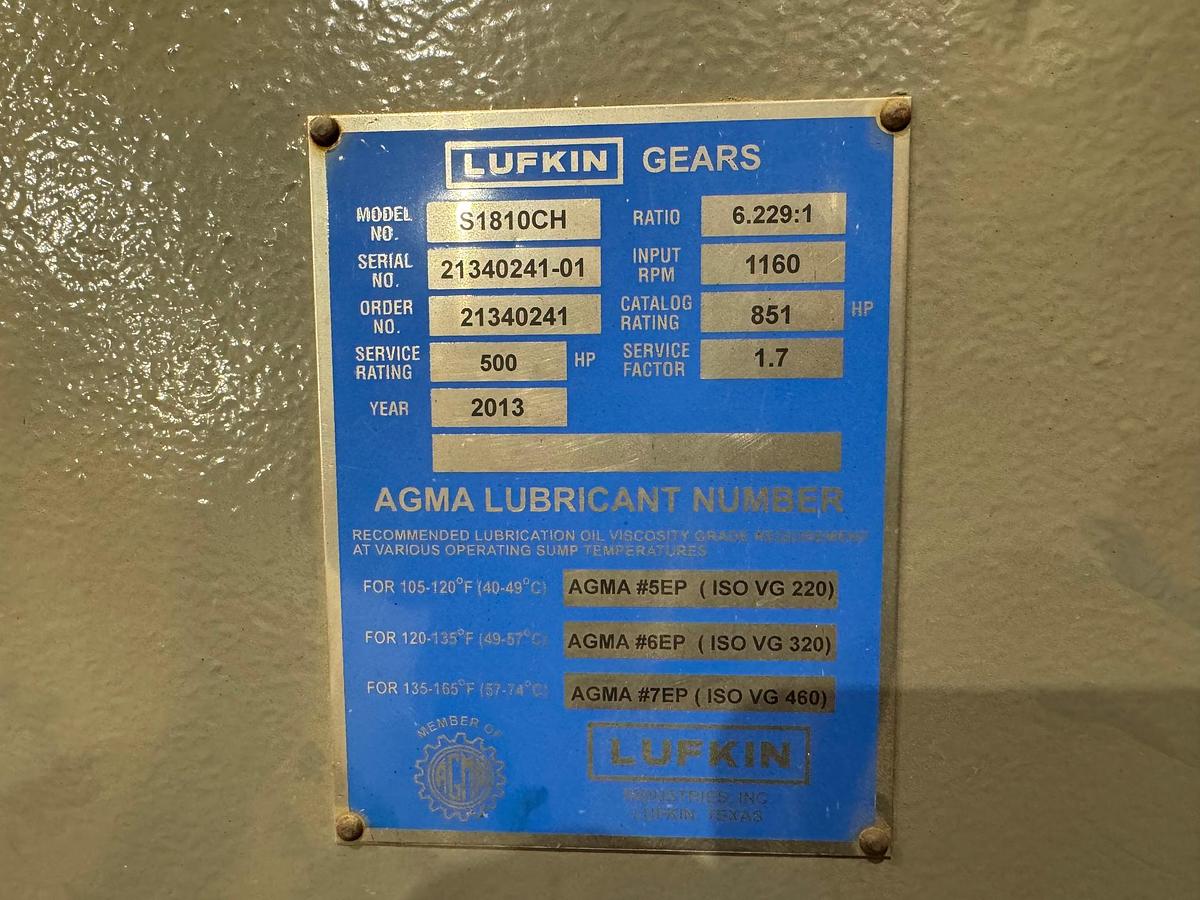 LUFKIN GEARS
MODEL NO. S1810CH RATIO 6.229:1
SERIAL NO. 21340241-01 INPUT RPM 1160
ORDER NO. 21340241 CATALOG RATING 851 HP
SERVICE RATING 500 HP SERVICE FACTOR 1.7
YEAR 2013
AGMA LUBRICANT NUMBER
RECOMMENDED LUBRICATION OIL VISCOSITY GRADE REQUIREMENT
AT VARIOUS OPERATING SUMP TEMPERATURES
FOR 105-120°F (40-49°C) AGMA #5EP ( ISO VG 220)
FOR 120-135°F (49-57°C) AGMA #6EP ( ISO VG 320)
FOR 135-165°F (57-74°C) AGMA #7EP ( ISO VG 460)
MEMBER OF
AGMA
LUFKIN
INDUSTRIES, INC.
LUFKIN, TEXAS